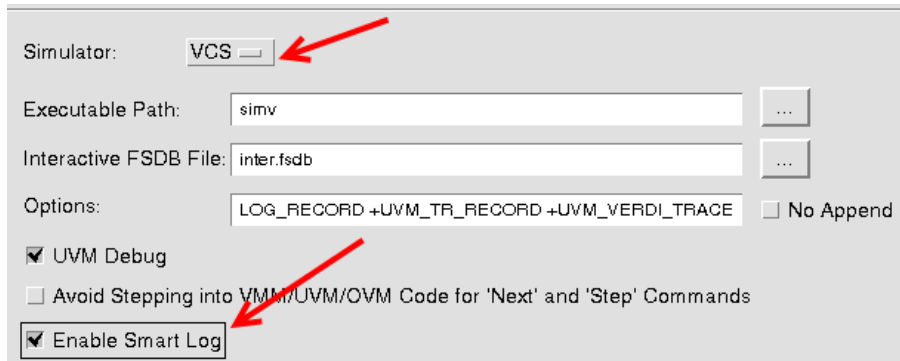 Simulator: VCS
Executable Path: simv ...
Interactive FSDB File: inter.fsdb ...
Options: LOG_RECORD +UVM_TR_RECORD +UVM_VERDI_TRACE No Append
UVM Debug
Avoid Stepping into VMM/UVM/OVM Code for 'Next' and 'Step' Commands
Enable Smart Log